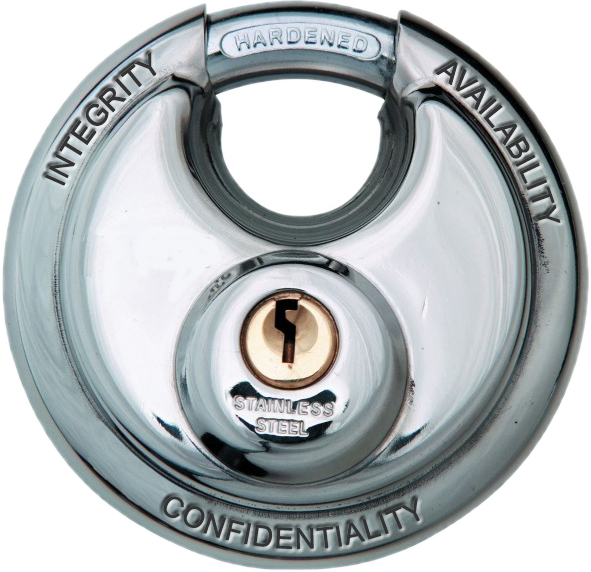 HARDENED
INTEGRITY
AVAILABILITY
STAINLESS
STEEL
CONFIDENTIALITY